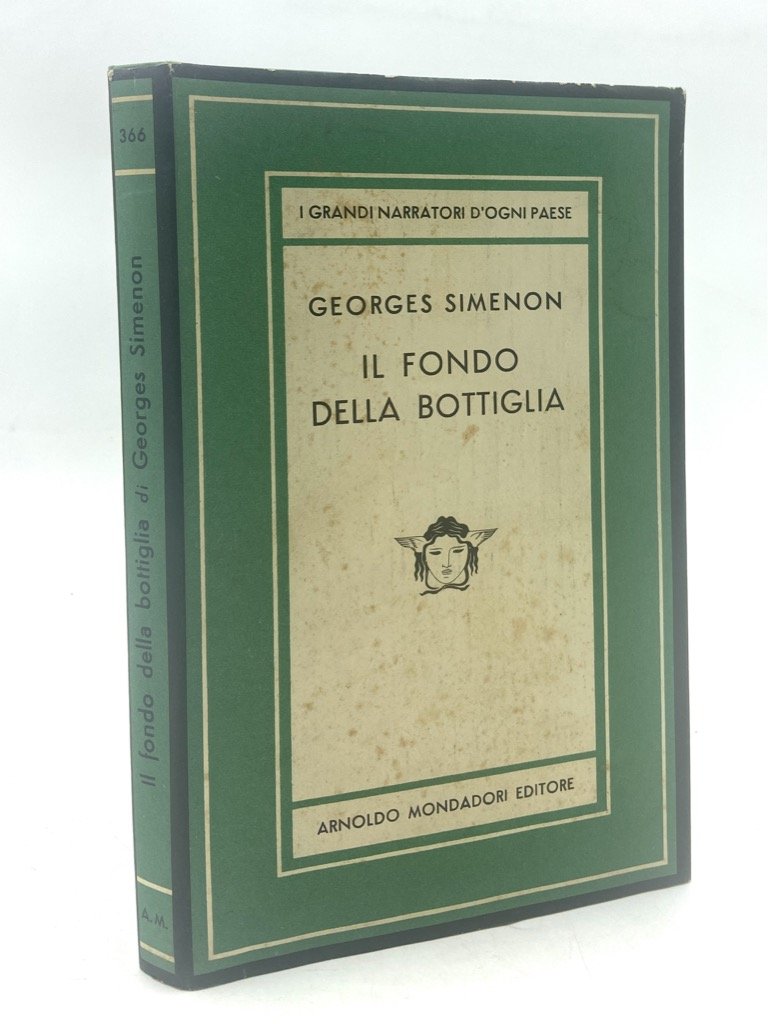 366
Il fondo della bottiglia di Georges Simenon
A.M.
I GRANDI NARRATORI D'OGNI PAESE
GEORGES SIMENON
IL FONDO
DELLA BOTTIGLIA
ARNOLDO MONDADORI EDITORE